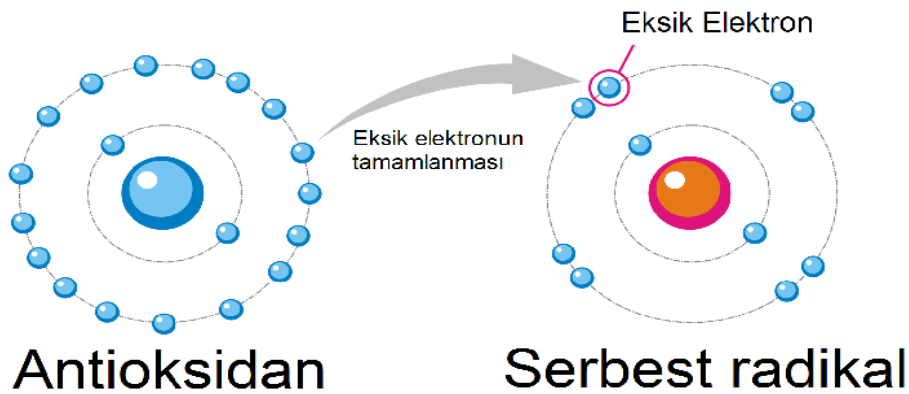 Eksik Elektron
Eksik elektronun
tamamlanması
Antioksidan
Serbest radikal